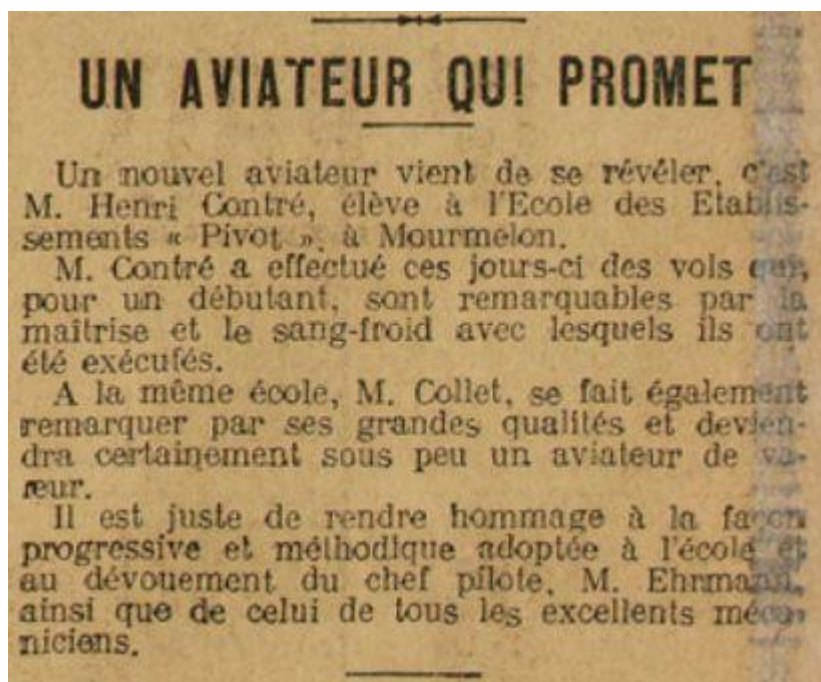 UN AVIATEUR QUI PROMET
Un nouvel aviateur vient de se révéler, c'est
M. Henri Contré, élève à l'Ecole des Etablis-
sements « Pivot », à Mourmelon.
M. Contré a effectué ces jours-ci des vols qui,
pour un débutant, sont remarquables par la
maîtrise et le sang-froid avec lesquels ils ont
été exécutés.
A la même école, M. Collet, se fait également
remarquer par ses grandes qualités et devien-
dra certainement sous peu un aviateur de va-
leur.
Il est juste de rendre hommage à la façon
progressive et méthodique adoptée à l'école et
au dévouement du chef pilote, M. Ehrmann,
ainsi que de celui de tous les excellents méca-
niciens.